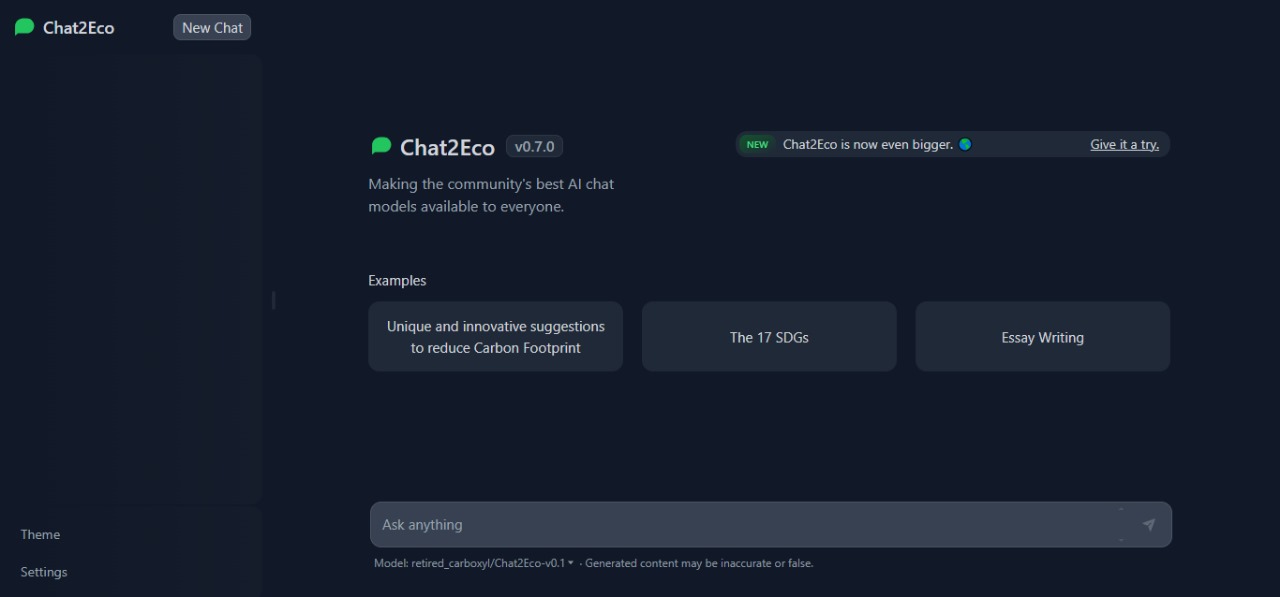 Chat2Eco
New Chat
Chat2Eco v0.7.0
Making the community's best AI chat
models available to everyone.
NEW Chat2Eco is now even bigger. Give it a try.
Examples
Unique and innovative suggestions
to reduce Carbon Footprint
The 17 SDGs
Essay Writing
Ask anything
Model: retired_carboxyl/Chat2Eco-v0.1 · Generated content may be inaccurate or false.
Theme
Settings